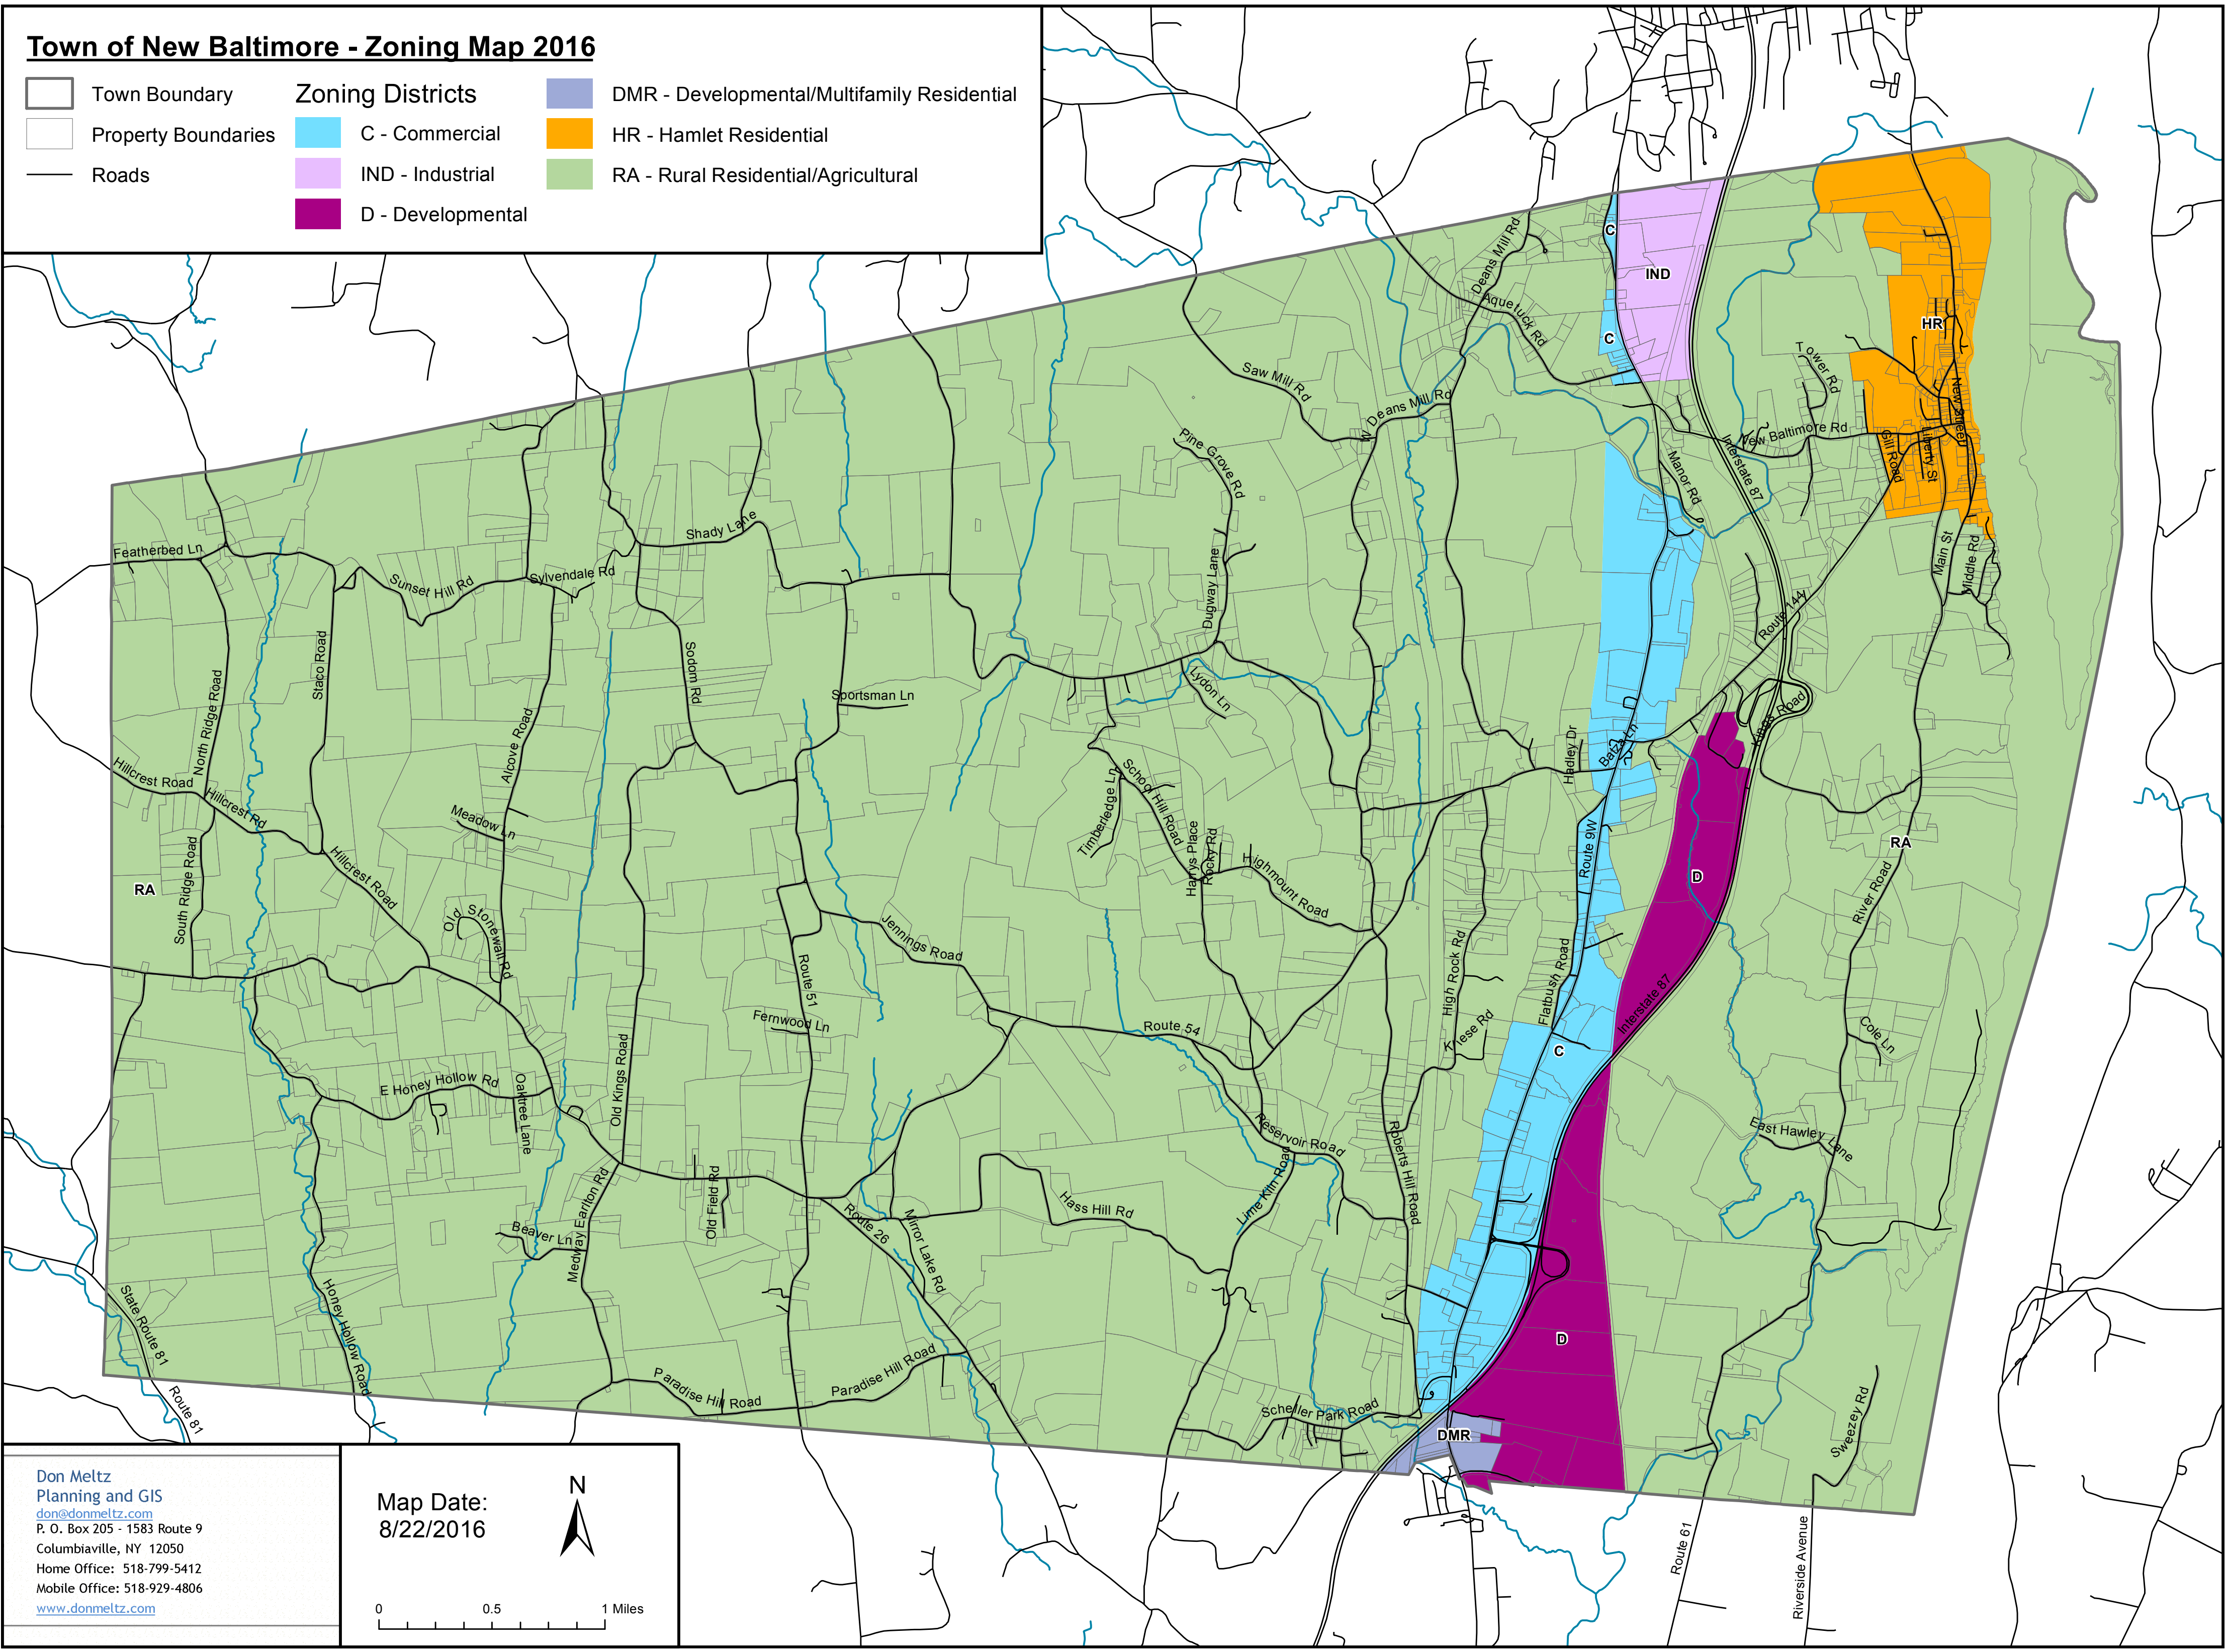 Town of New Baltimore - Zoning Map 2016
Town Boundary
Property Boundaries
Roads
Zoning Districts
C - Commercial
IND - Industrial
D - Developmental
DMR - Developmental/Multifamily Residential
HR - Hamlet Residential
RA - Rural Residential/Agricultural
C
IND
C
HR
Deans Mill Rd
Aquetuck Rd
Saw Mill Rd
W Deans Mill Rd
Tower Rd
New Street
New Baltimore Rd
Gill Road
Liberty St
Interstate 87
Manor Rd
Pine Grove Rd
Main St
Middle Rd
Route 144
Featherbed Ln
Sunset Hill Rd
Sylvendale Rd
Shady Lane
Dugway Lane
Staco Road
North Ridge Road
Sodom Rd
Sportsman Ln
Lydon Ln
Alcove Road
Hadley Dr
Balza Ln
Kings Road
Hillcrest Road
Hillcrest Rd
Meadow Ln
Timberledge Ln
School Hill Road
Harrys Place
Rocky Rd
Highmount Road
Route 9W
D
RA
River Road
RA
South Ridge Road
Hillcrest Road
Old Stonewall Rd
Jennings Road
Route 51
High Rock Rd
Flatbush Road
Interstate 87
Fernwood Ln
Route 54
Kniese Rd
C
Cole Ln
E Honey Hollow Rd
Oaktree Lane
Old Kings Road
Reservoir Road
Roberts Hill Road
East Hawley Lane
Lime Kiln Road
Hass Hill Rd
Old Field Rd
Medway Earlton Rd
Beaver Ln
Route 26
Mirror Lake Rd
State Route 81
Honey Hollow Road
Route 81
Paradise Hill Road
Paradise Hill Road
Scheller Park Road
D
DMR
Sweezey Rd
Route 61
Riverside Avenue
Don Meltz
Planning and GIS
don@donmeltz.com
P. O. Box 205 - 1583 Route 9
Columbiaville, NY 12050
Home Office: 518-799-5412
Mobile Office: 518-929-4806
www.donmeltz.com
Map Date:
8/22/2016
N
0 0.5 1 Miles